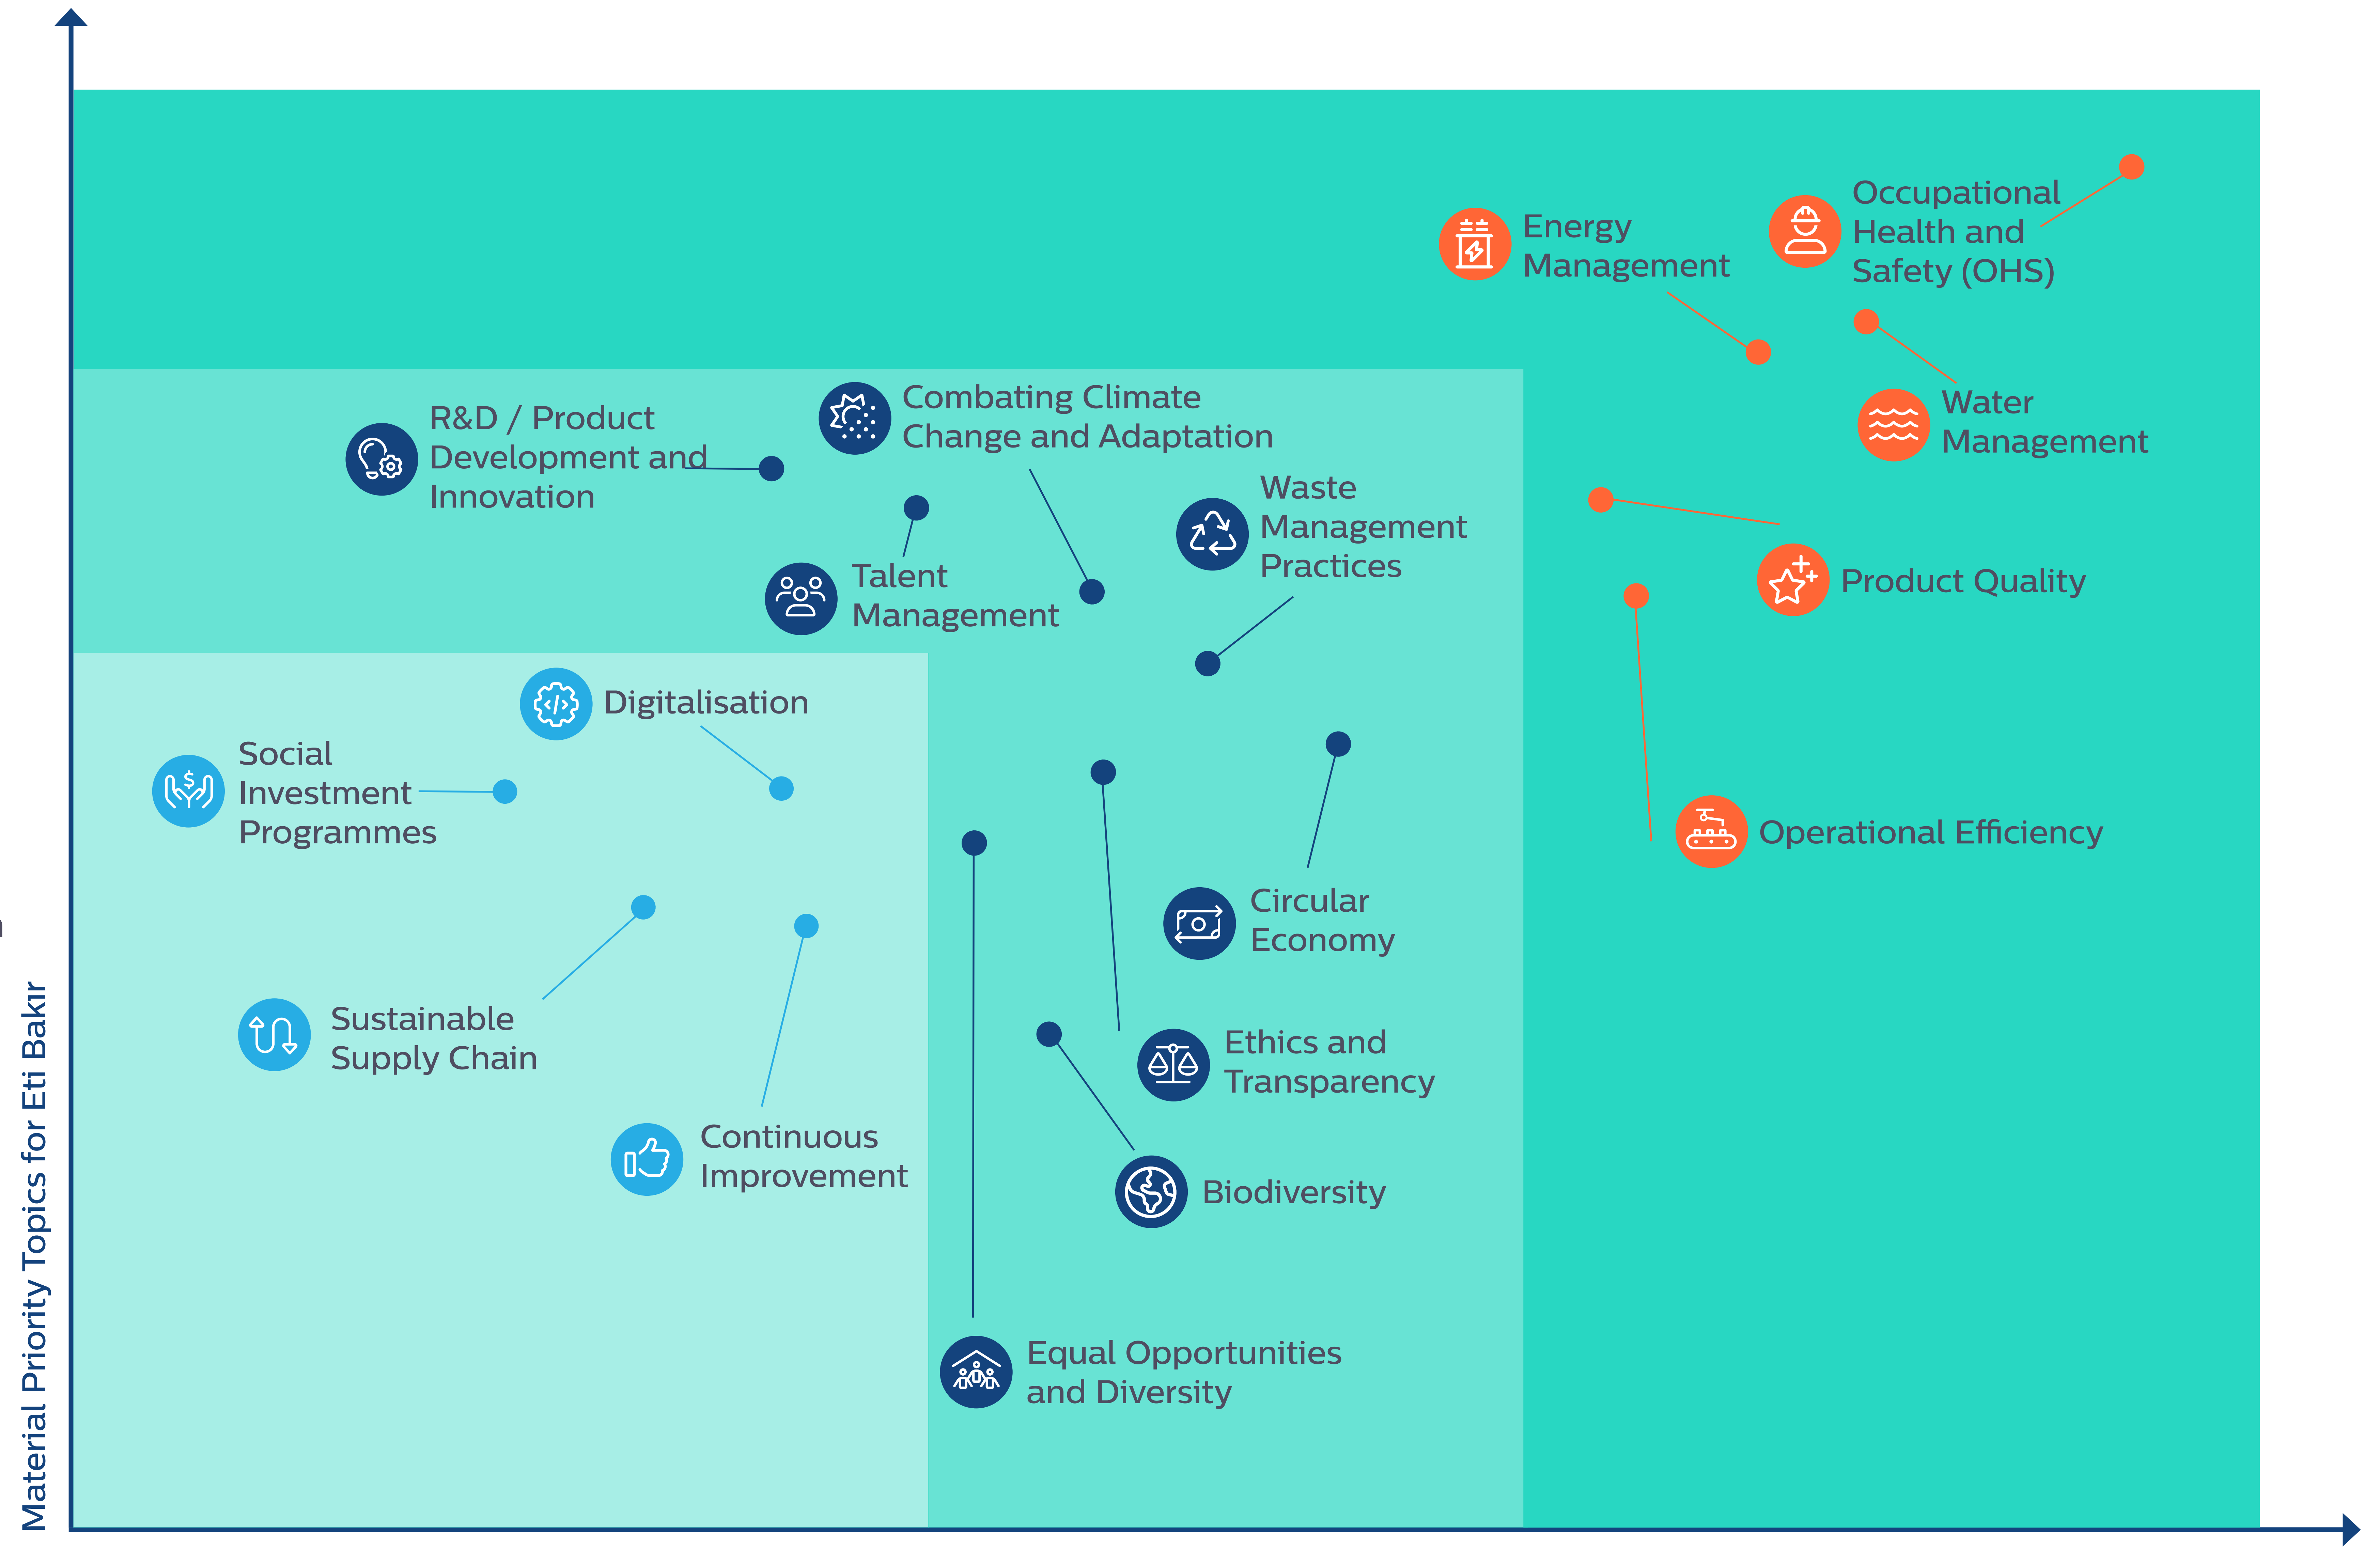 Occupational
Health and
Safety (OHS)
Energy
Management
Water
Management
Combating Climate
Change and Adaptation
R&D / Product
Development and
Innovation
Waste
Management
Practices
Talent
Management
Product Quality
Digitalisation
Social
Investment
Programmes
Operational Efficiency
Circular
Economy
Sustainable
Supply Chain
Ethics and
Transparency
Continuous
Improvement
Biodiversity
Equal Opportunities
and Diversity
Material Priority Topics for Eti Bakır